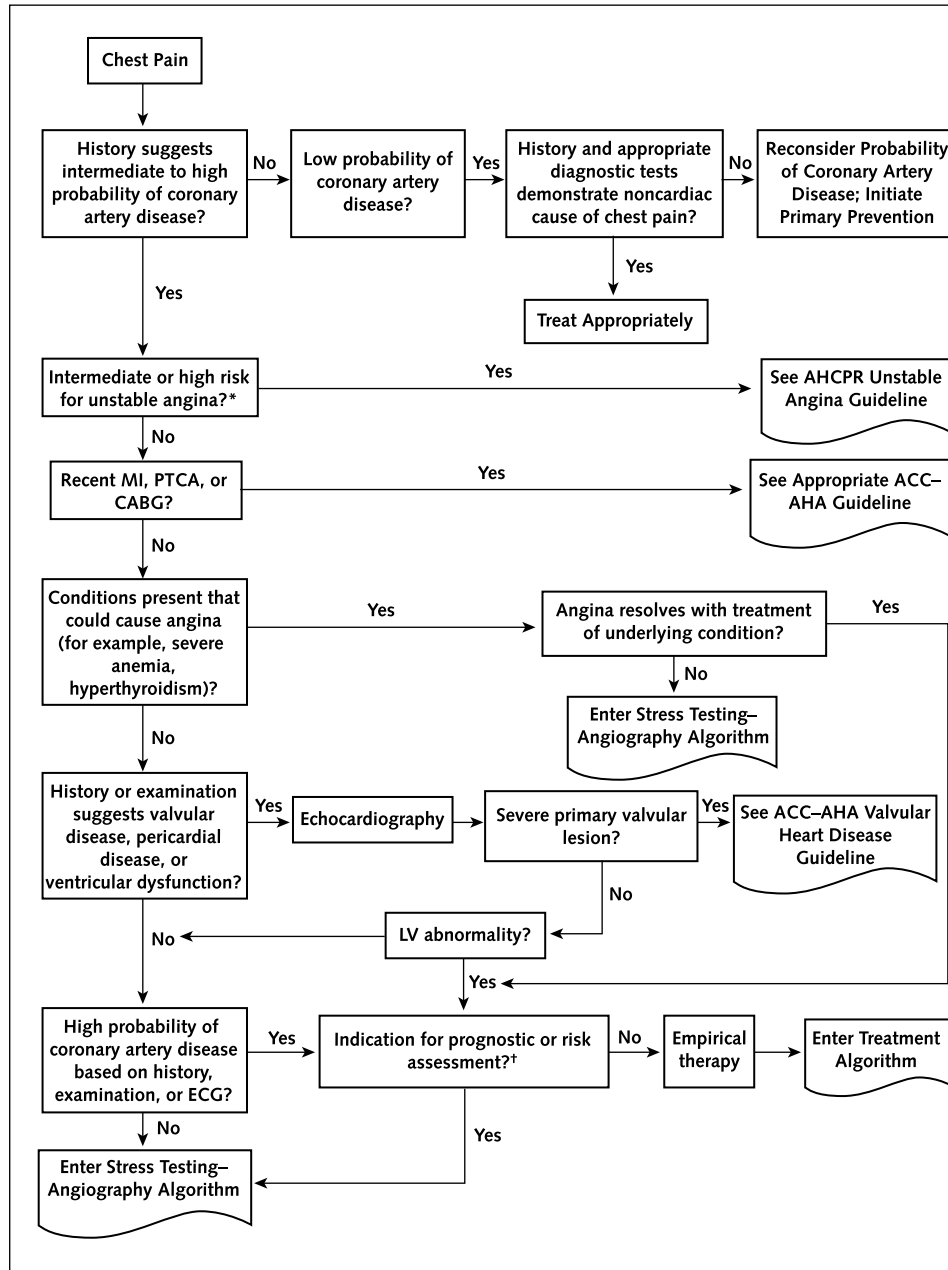 Chest Pain
History suggests
intermediate to high
probability of coronary
artery disease?
No
Low probability of
coronary artery
disease?
Yes
History and appropriate
diagnostic tests
demonstrate noncardiac
cause of chest pain?
No
Reconsider Probability
of Coronary Artery
Disease; Initiate
Primary Prevention
Yes
Treat Appropriately
Yes
Intermediate or high risk
for unstable angina?*
Yes
See AHCPR Unstable
Angina Guideline
No
Recent MI, PTCA, or
CABG?
Yes
See Appropriate ACC–
AHA Guideline
No
Conditions present that
could cause angina
(for example, severe
anemia,
hyperthyroidism)?
Yes
Angina resolves with treatment
of underlying condition?
Yes
No
Enter Stress Testing–
Angiography Algorithm
No
History or examination
suggests valvular
disease, pericardial
disease, or
ventricular dysfunction?
Yes
Echocardiography
Severe primary valvular
lesion?
Yes
See ACC–AHA Valvular
Heart Disease
Guideline
No
LV abnormality?
No
Yes
High probability of
coronary artery disease
based on history,
examination, or ECG?
Yes
Indication for prognostic or risk
assessment?†
No
Empirical
therapy
Enter Treatment
Algorithm
No
Yes
Enter Stress Testing–
Angiography Algorithm